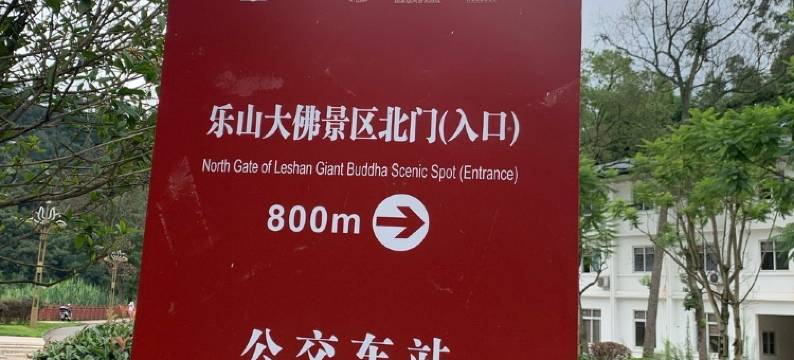 乐山大佛景区北门(入口)
North Gate of Leshan Giant Buddha Scenic Spot (Entrance)
800m
公交车站